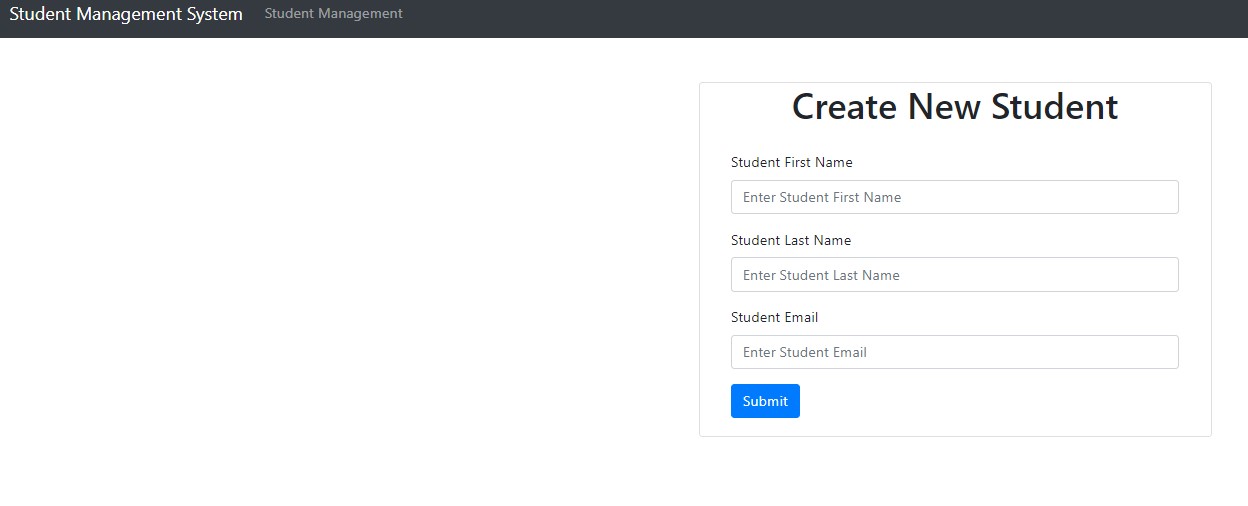 Student Management System Student Management
Create New Student
Student First Name
Enter Student First Name
Student Last Name
Enter Student Last Name
Student Email
Enter Student Email
Submit